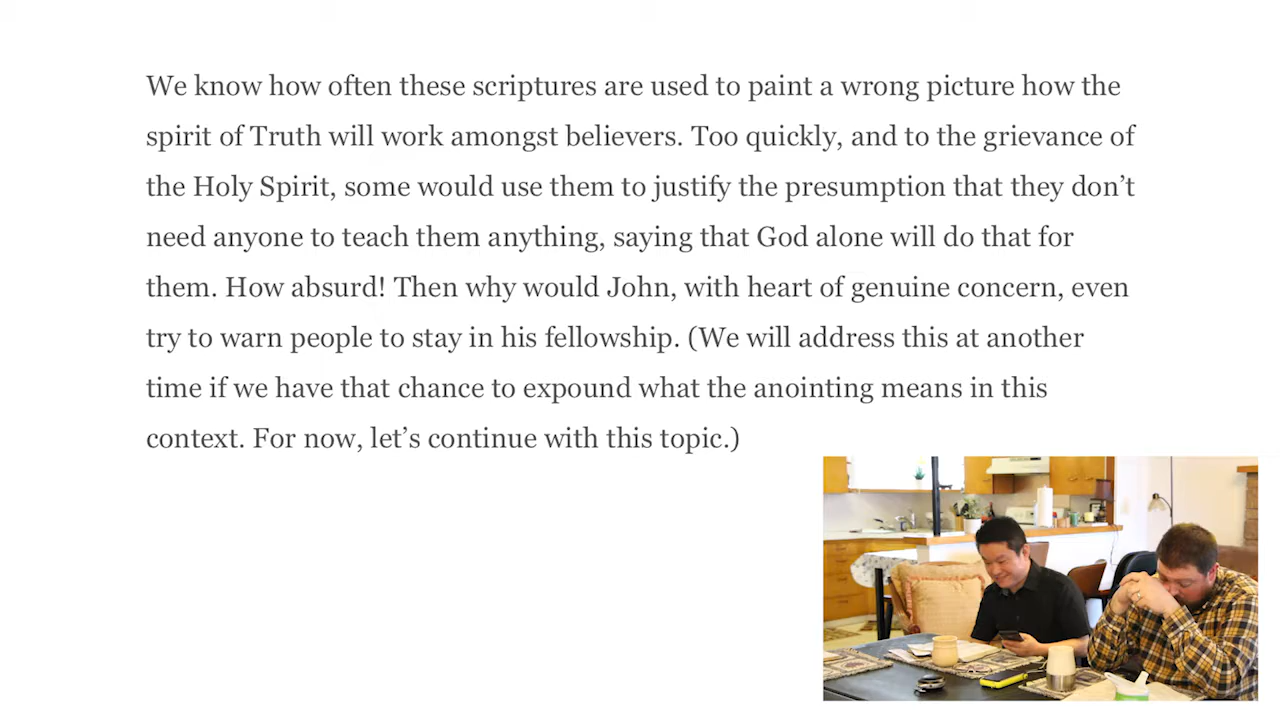 We know how often these scriptures are used to paint a wrong picture how the
spirit of Truth will work amongst believers. Too quickly, and to the grievance of
the Holy Spirit, some would use them to justify the presumption that they don’t
need anyone to teach them anything, saying that God alone will do that for
them. How absurd! Then why would John, with heart of genuine concern, even
try to warn people to stay in his fellowship. (We will address this at another
time if we have that chance to expound what the anointing means in this
context. For now, let’s continue with this topic.)